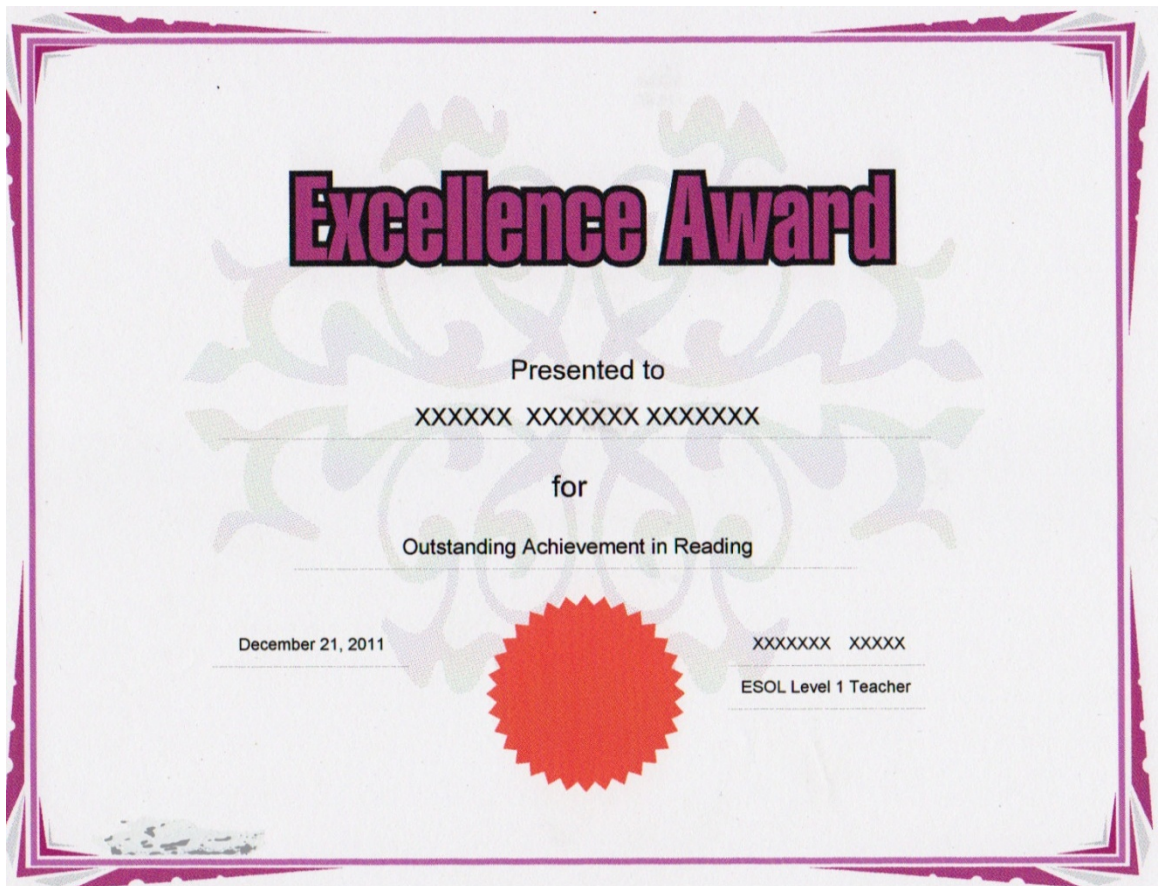 Excellence Award
Presented to
XXXXXX XXXXXXX XXXXXXX
for
Outstanding Achievement in Reading
December 21, 2011
XXXXXXX XXXXX
ESOL Level 1 Teacher